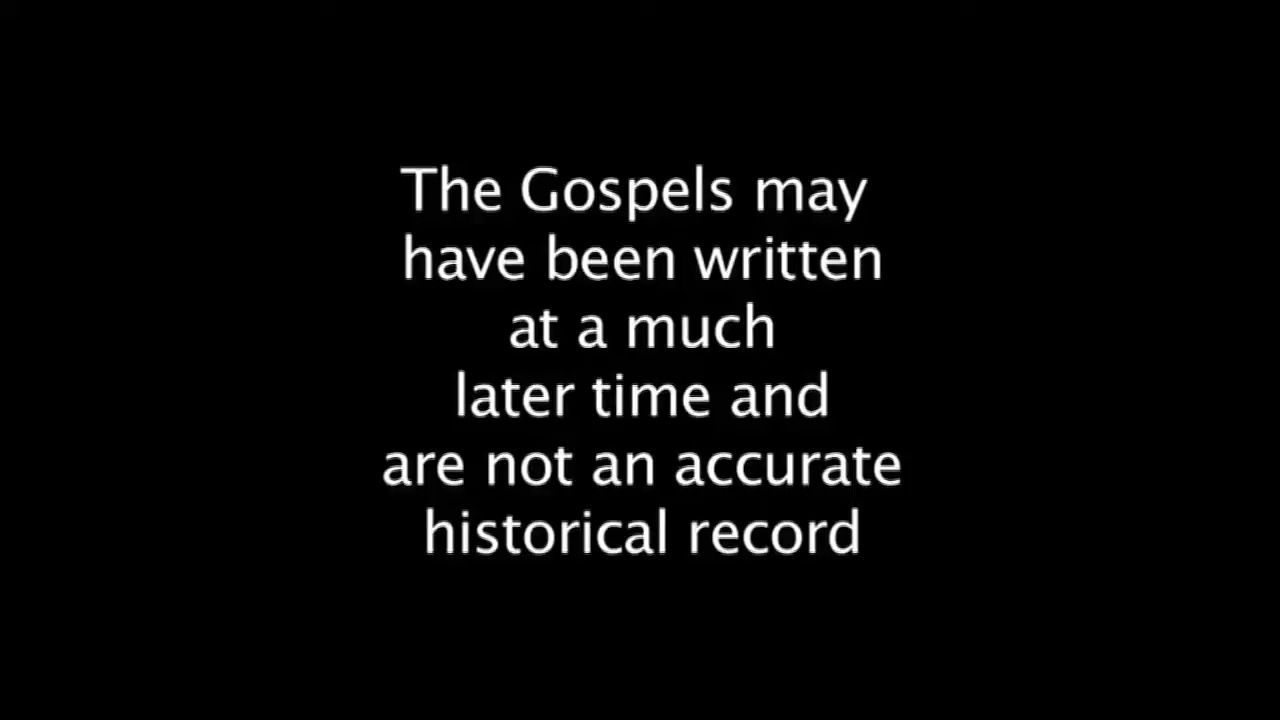 The Gospels may
have been written
at a much
later time and
are not an accurate
historical record